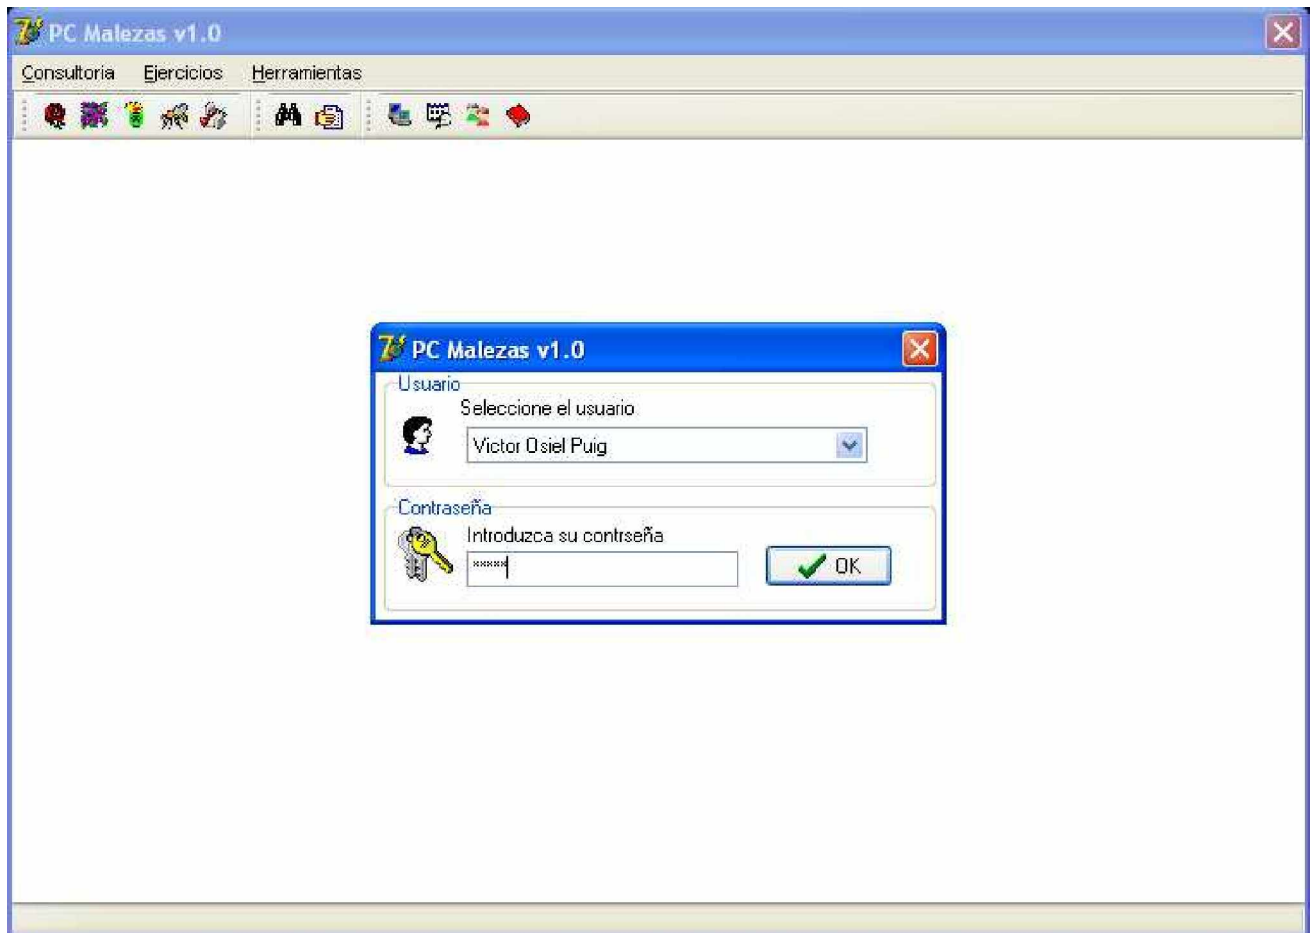 PC Malezas v1.0
Consultoria Ejercicios Herramientas
PC Malezas v1.0
Usuario
Seleccione el usuario
Victor Osiel Puig
Contraseña
Introduzca su contrseña
*****
OK